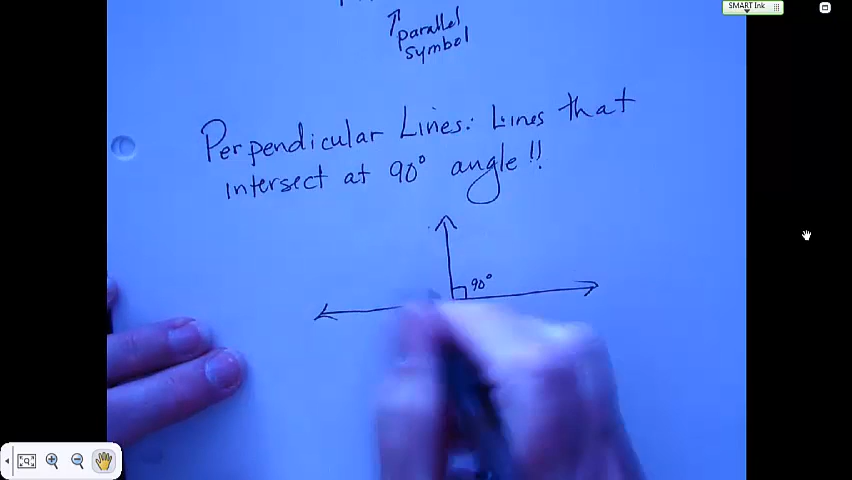 SMART Ink
parallel
symbol
Perpendicular Lines: Lines that
intersect at 90° angle!!
90°